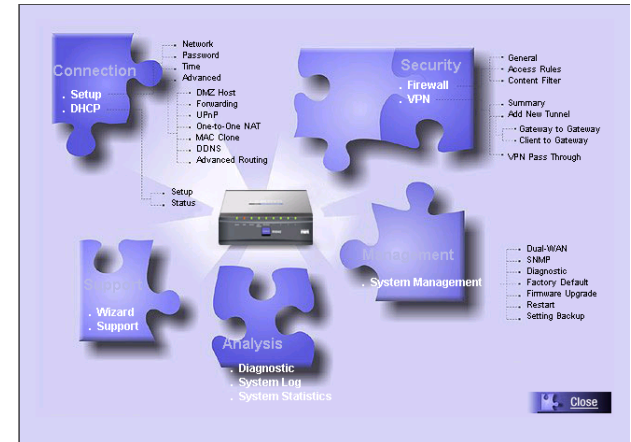 Connection
. Setup
. DHCP
Network
Password
Time
Advanced
DMZ Host
Forwarding
UPnP
One-to-One NAT
MAC Clone
DDNS
Advanced Routing
Setup
Status
Security
. Firewall
. VPN
General
Access Rules
Content Filter
Summary
Add New Tunnel
Gateway to Gateway
Client to Gateway
VPN Pass Through
Management
. System Management
Dual-WAN
SNMP
Diagnostic
Factory Default
Firmware Upgrade
Restart
Setting Backup
Support
. Wizard
. Support
Analysis
. Diagnostic
. System Log
. System Statistics
Close